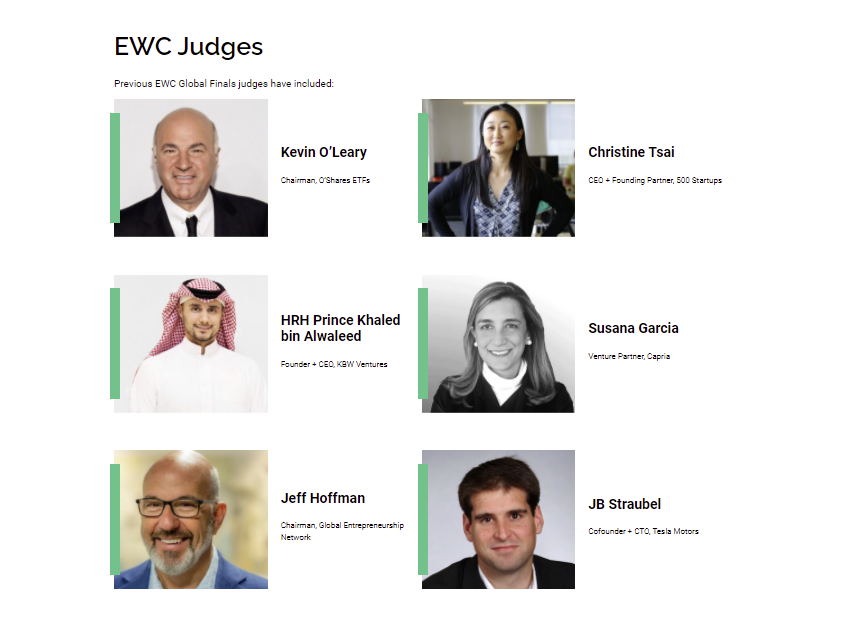 EWC Judges
Previous EWC Global Finals judges have included:
Kevin O'Leary
Chairman, O'Shares ETFs
Christine Tsai
CEO + Founding Partner, 500 Startups
HRH Prince Khaled
bin Alwaleed
Founder + CEO, KBW Ventures
Susana Garcia
Venture Partner, Capria
Jeff Hoffman
Chairman, Global Entrepreneurship
Network
JB Straubel
Cofounder + CTO, Tesla Motors